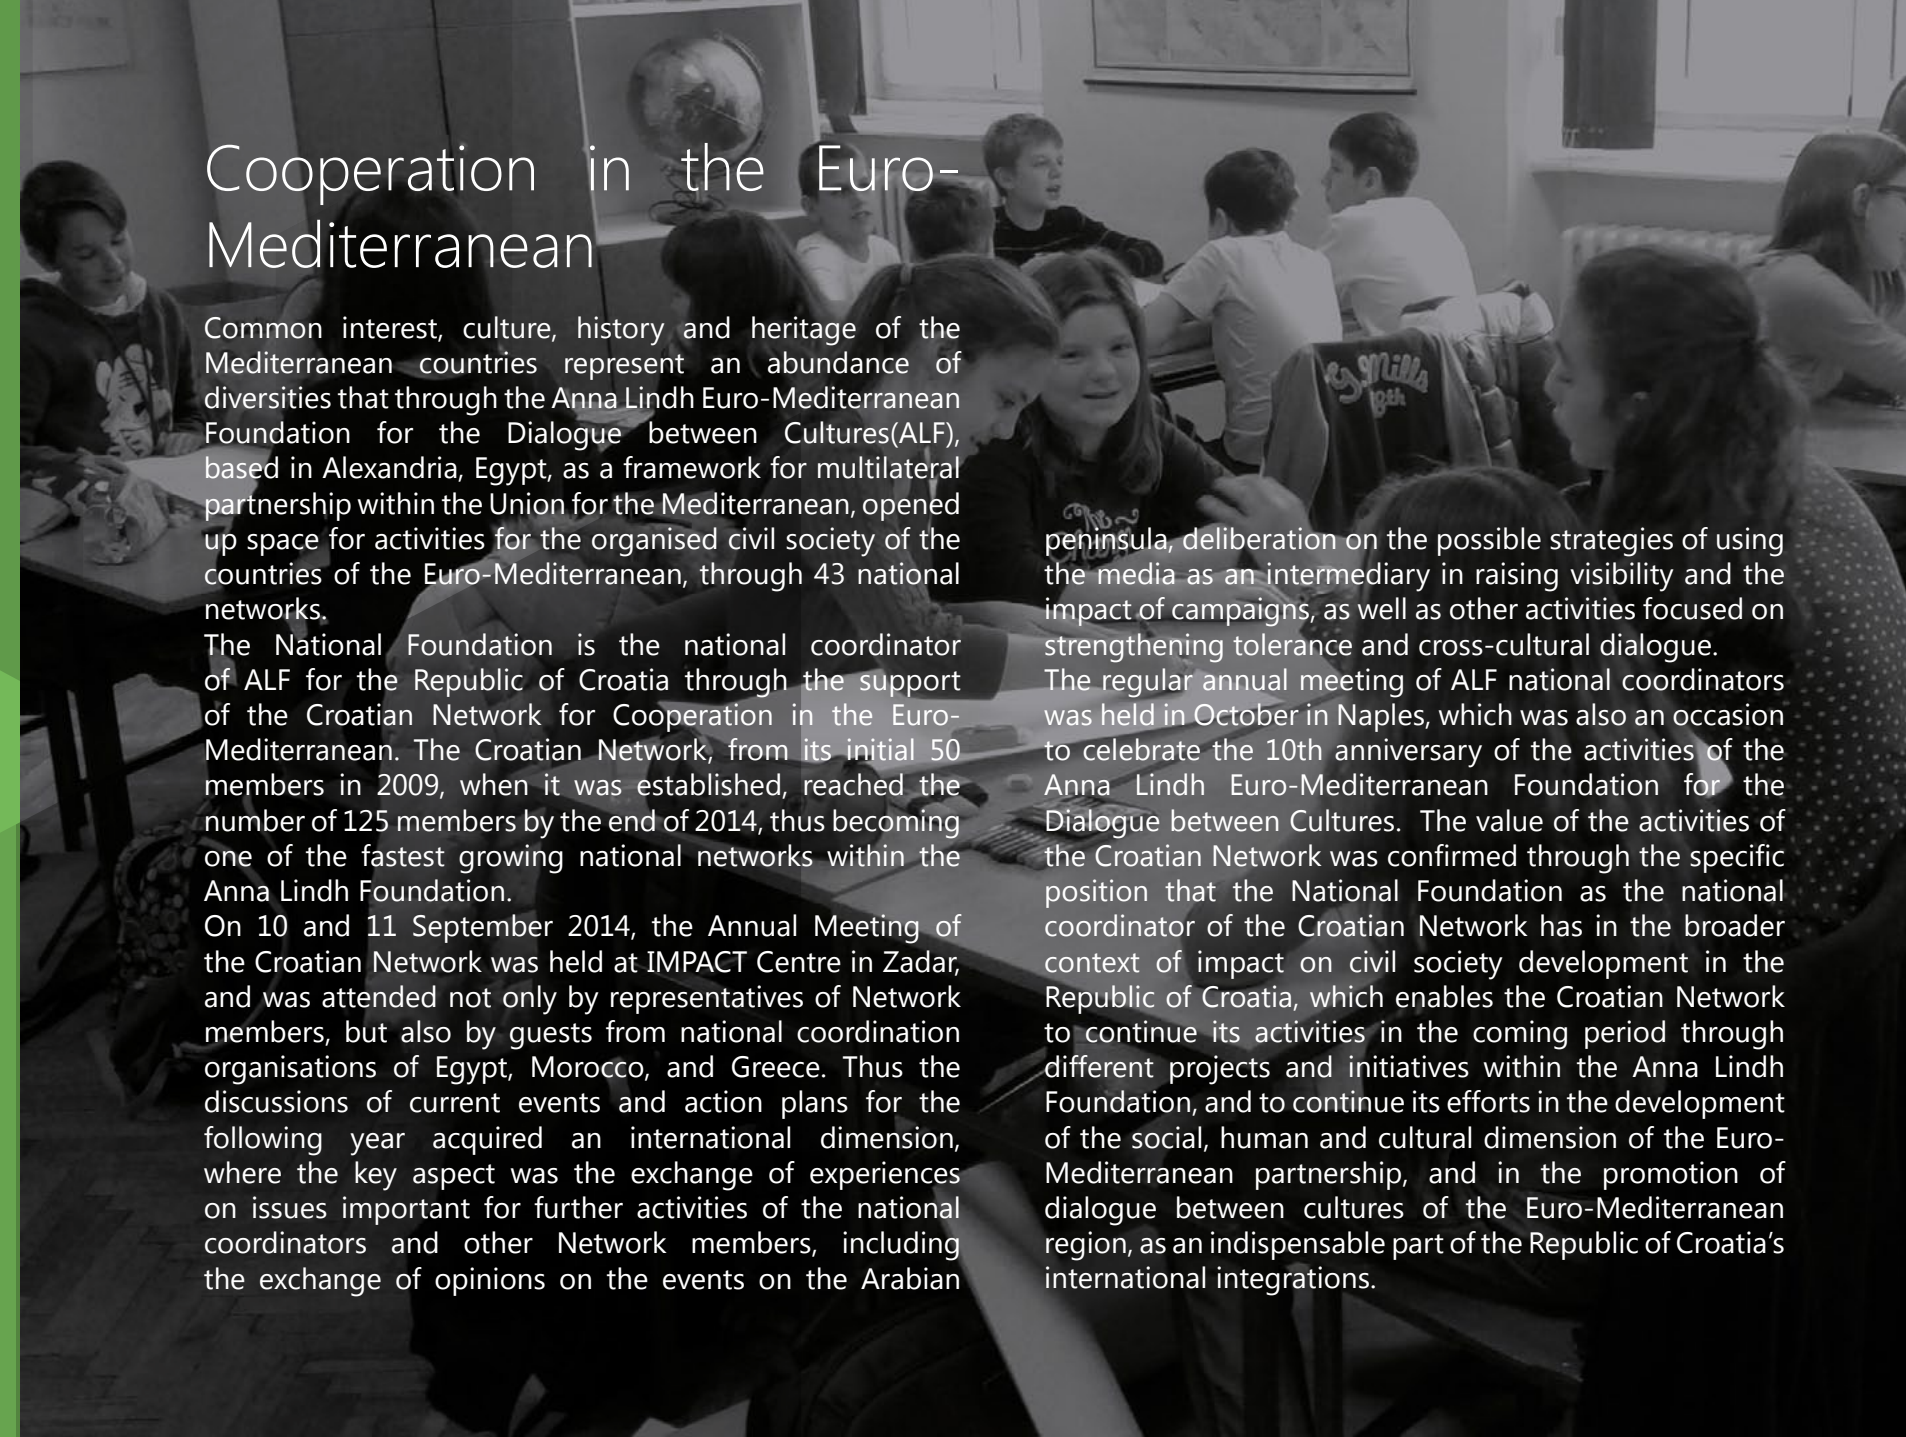 Cooperation in the Euro-
Mediterranean
Common interest, culture, history and heritage of the
Mediterranean countries represent an abundance of
diversities that through the Anna Lindh Euro-Mediterranean
Foundation for the Dialogue between Cultures(ALF),
based in Alexandria, Egypt, as a framework for multilateral
partnership within the Union for the Mediterranean, opened
up space for activities for the organised civil society of the
countries of the Euro-Mediterranean, through 43 national
networks.
The National Foundation is the national coordinator
of ALF for the Republic of Croatia through the support
of the Croatian Network for Cooperation in the Euro-
Mediterranean. The Croatian Network, from its initial 50
members in 2009, when it was established, reached the
number of 125 members by the end of 2014, thus becoming
one of the fastest growing national networks within the
Anna Lindh Foundation.
On 10 and 11 September 2014, the Annual Meeting of
the Croatian Network was held at IMPACT Centre in Zadar,
and was attended not only by representatives of Network
members, but also by guests from national coordination
organisations of Egypt, Morocco, and Greece. Thus the
discussions of current events and action plans for the
following year acquired an international dimension,
where the key aspect was the exchange of experiences
on issues important for further activities of the national
coordinators and other Network members, including
the exchange of opinions on the events on the Arabian
peninsula, deliberation on the possible strategies of using
the media as an intermediary in raising visibility and the
impact of campaigns, as well as other activities focused on
strengthening tolerance and cross-cultural dialogue.
The regular annual meeting of ALF national coordinators
was held in October in Naples, which was also an occasion
to celebrate the 10th anniversary of the activities of the
Anna Lindh Euro-Mediterranean Foundation for the
Dialogue between Cultures. The value of the activities of
the Croatian Network was confirmed through the specific
position that the National Foundation as the national
coordinator of the Croatian Network has in the broader
context of impact on civil society development in the
Republic of Croatia, which enables the Croatian Network
to continue its activities in the coming period through
different projects and initiatives within the Anna Lindh
Foundation, and to continue its efforts in the development
of the social, human and cultural dimension of the Euro-
Mediterranean partnership, and in the promotion of
dialogue between cultures of the Euro-Mediterranean
region, as an indispensable part of the Republic of Croatia's
international integrations.
Mills